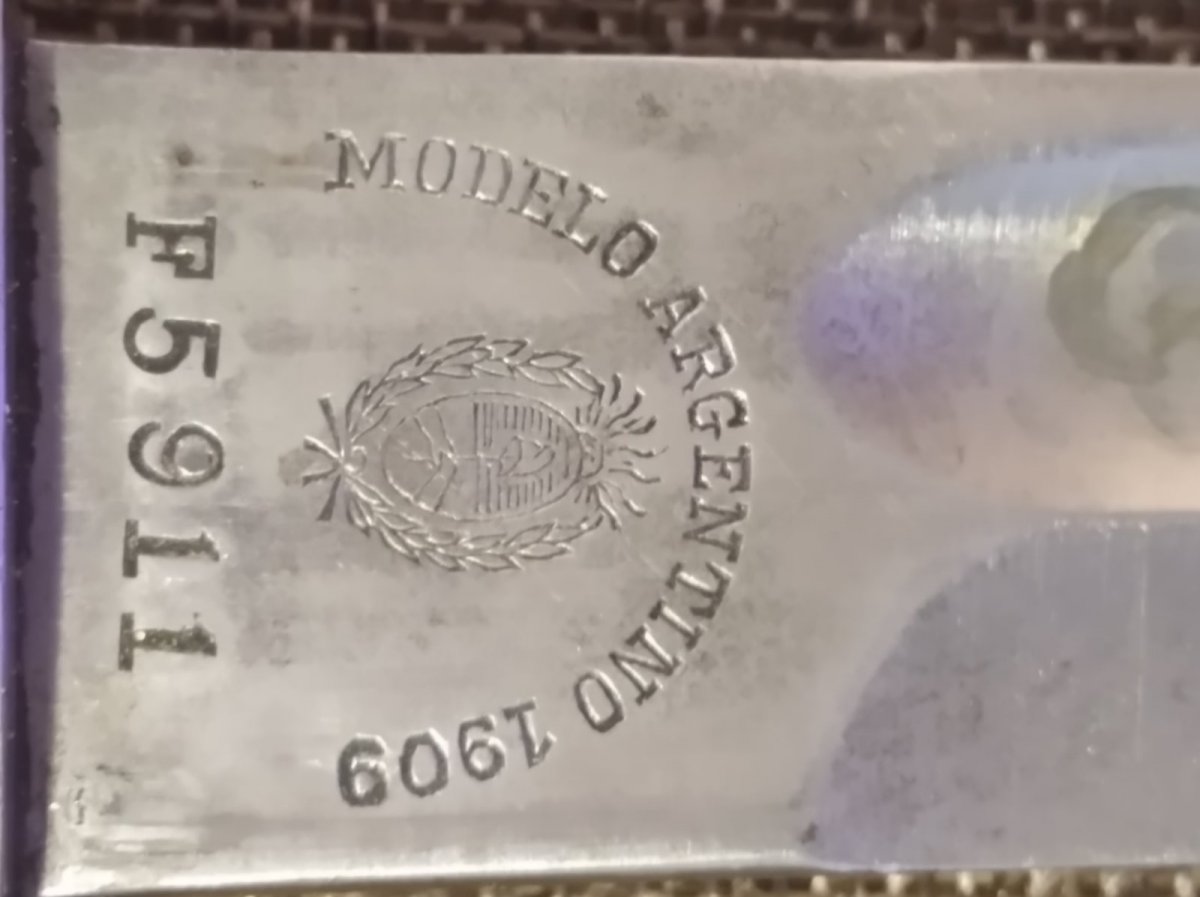 MODELO ARGENTINO 1909
F5911